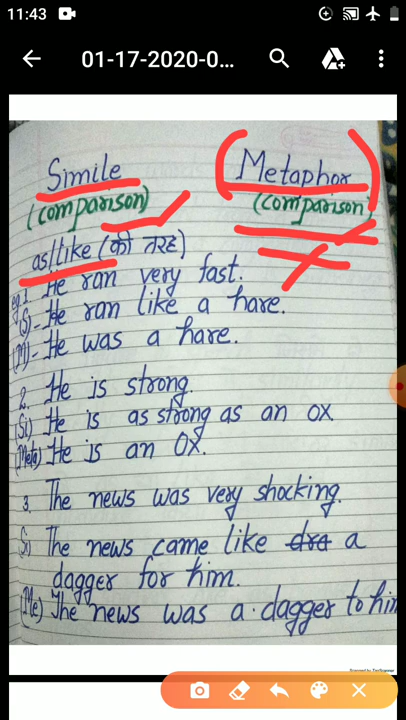 11:43
01-17-2020-0...
Simile
(comparison)
Metaphor
(comparison)
as/like (की तरह)
eg 1. He ran very fast.
(S)- He ran like a hare.
(M)- He was a hare.
2. He is strong.
(Si) He is as strong as an ox
(Meta) He is an Ox.
3. The news was very shocking.
Si) The news came like a
dagger for him.
(Me) The news was a dagger to him